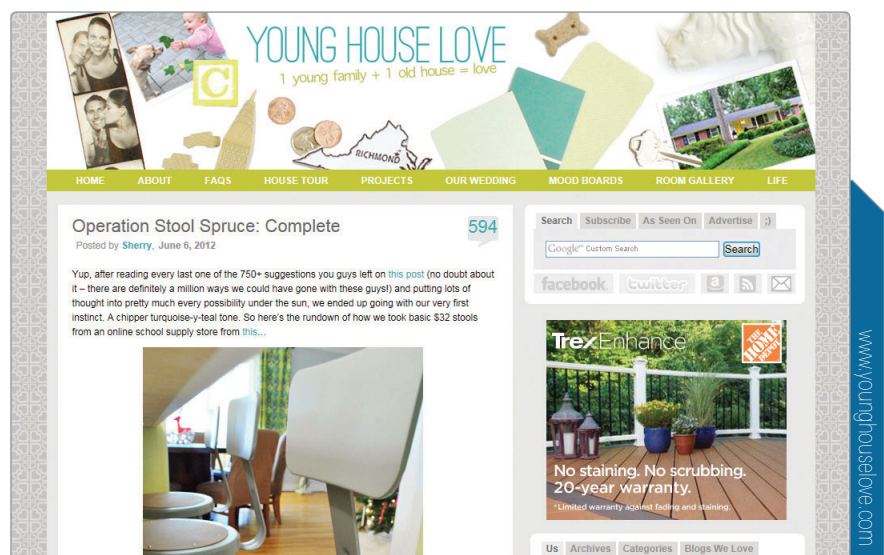 YOUNG HOUSE LOVE
1 young family + 1 old house = love
C
RICHMOND
HOME ABOUT FAQS HOUSE TOUR PROJECTS OUR WEDDING MOOD BOARDS ROOM GALLERY LIFE
Operation Stool Spruce: Complete
594
Posted by Sherry, June 6, 2012
Yup, after reading every last one of the 750+ suggestions you guys left on this post (no doubt about
it – there are definitely a million ways we could have gone with these guys!) and putting lots of
thought into pretty much every possibility under the sun, we ended up going with our very first
instinct. A chipper turquoise-y-teal tone. So here's the rundown of how we took basic $32 stools
from an online school supply store from this…
Search Subscribe As Seen On Advertise ;)
Google™ Custom Search Search
facebook twitter a
TrexEnhance
THE HOME DEPOT
No staining. No scrubbing.
20-year warranty.
*Limited warranty against fading and staining.
Us Archives Categories Blogs We Love
www.younghouselove.com